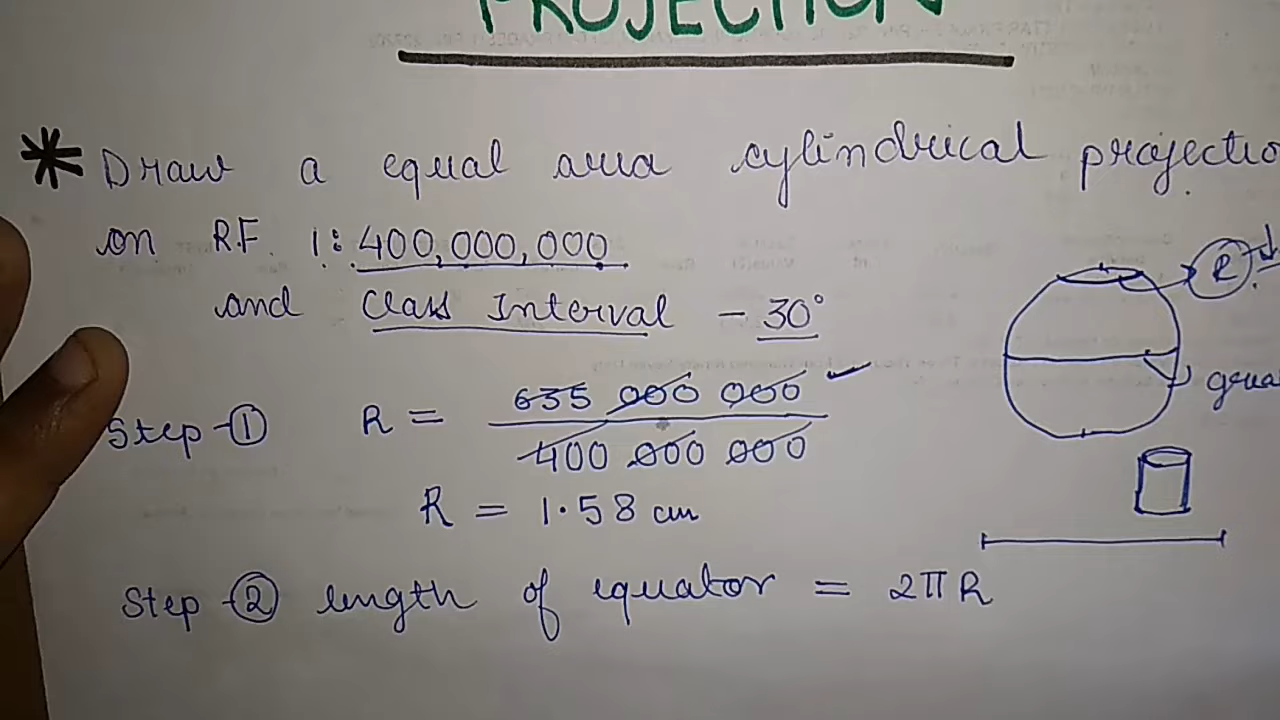 PROJECTION
* Draw a equal area cylindrical projectio
on R.F. 1: 400,000,000
and Class Interval - 30°
Step-① R = 635 000 000 / 400 000 000
R = 1.58 cm
Step-② length of equator = 2πR
R